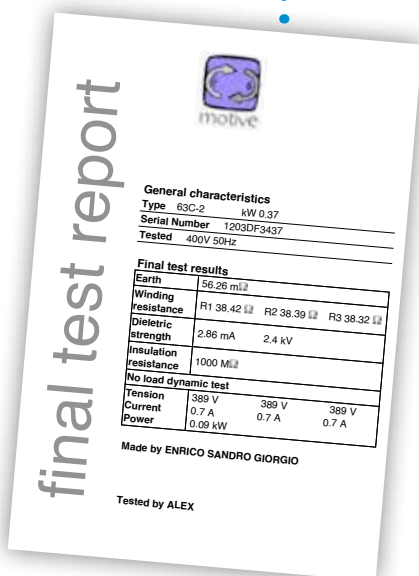 final test report
motive
General characteristics
Type 63C-2 kW 0.37
Serial Number 1203DF3437
Tested 400V 50Hz
Final test results
Earth 56.26 mΩ
Winding resistance R1 38.42 Ω R2 38.39 Ω R3 38.32 Ω
Dieletric strength 2.86 mA 2.4 kV
Insulation resistance 1000 MΩ
No load dynamic test
Tension 389 V 389 V 389 V
Current 0.7 A 0.7 A 0.7 A
Power 0.09 kW
Made by ENRICO SANDRO GIORGIO
Tested by ALEX